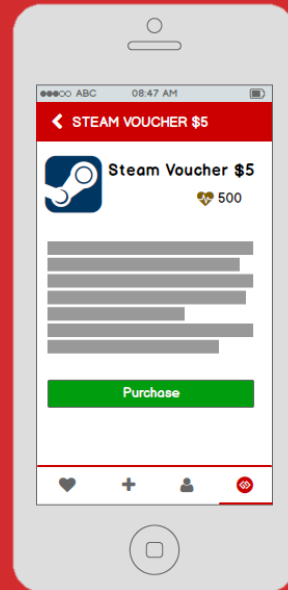 ABC 08:47 AM
STEAM VOUCHER $5
Steam Voucher $5
500
Purchase